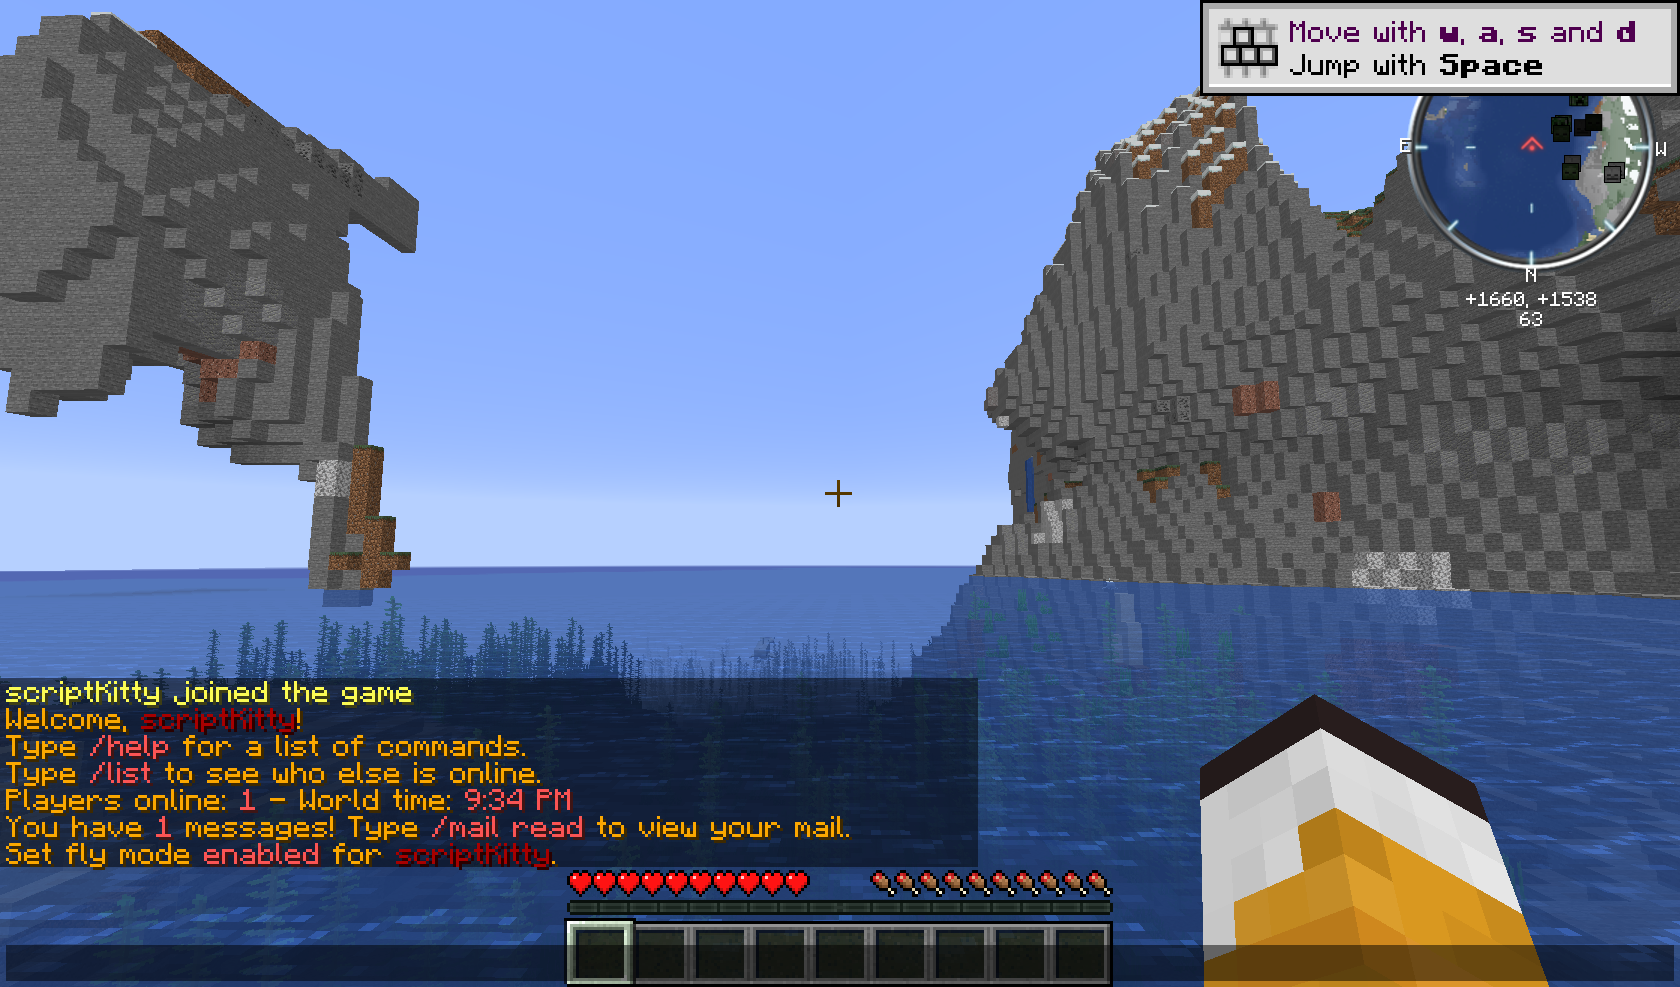 Move with w, a, s and d
Jump with Space
E
W
N
+1660, +1538
63
scriptKitty joined the game
Welcome, scriptKitty!
Type /help for a list of commands.
Type /list to see who else is online.
Players online: 1 - World time: 9:34 PM
You have 1 messages! Type /mail read to view your mail.
Set fly mode enabled for scriptKitty.